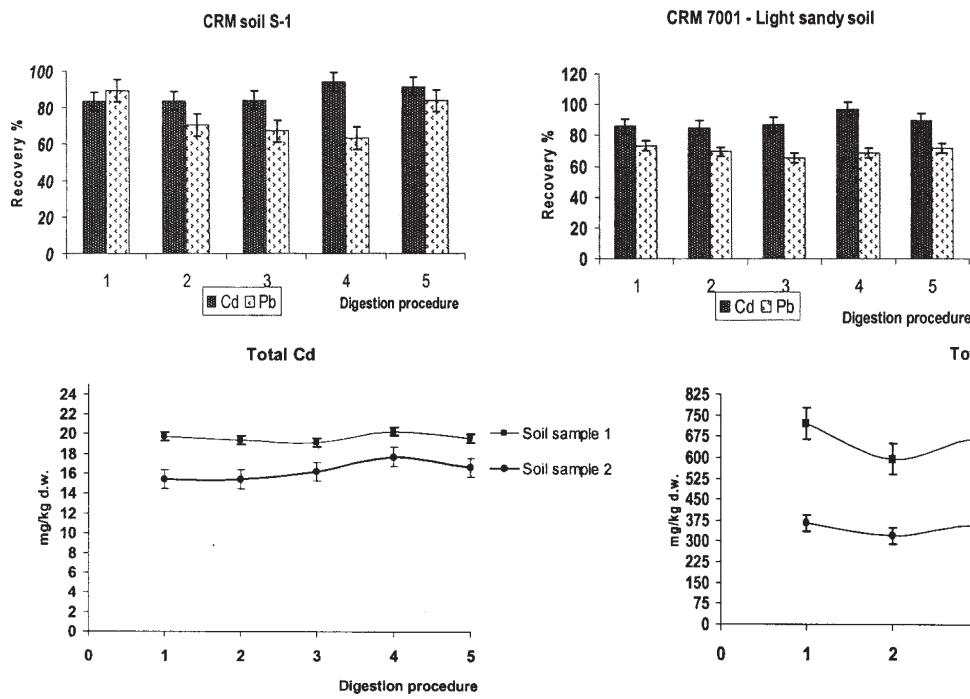 CRM soil S-1
Recovery %
100
80
60
40
20
0
1 2 3 4 5
Cd Pb
Digestion procedure
CRM 7001 - Light sandy soil
Recovery %
120
100
80
60
40
20
0
1 2 3 4 5
Cd Pb
Digestion procedure
Total Cd
mg/kg d.w.
24
22
20
18
16
14
12
10
8
6
4
2
0
0 1 2 3 4 5
Digestion procedure
Soil sample 1
Soil sample 2
To
mg/kg d.w.
825
750
675
600
525
450
375
300
225
150
75
0
0 1 2